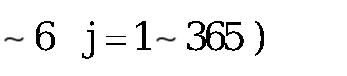 ~ 6 j = 1 ~ 365 )